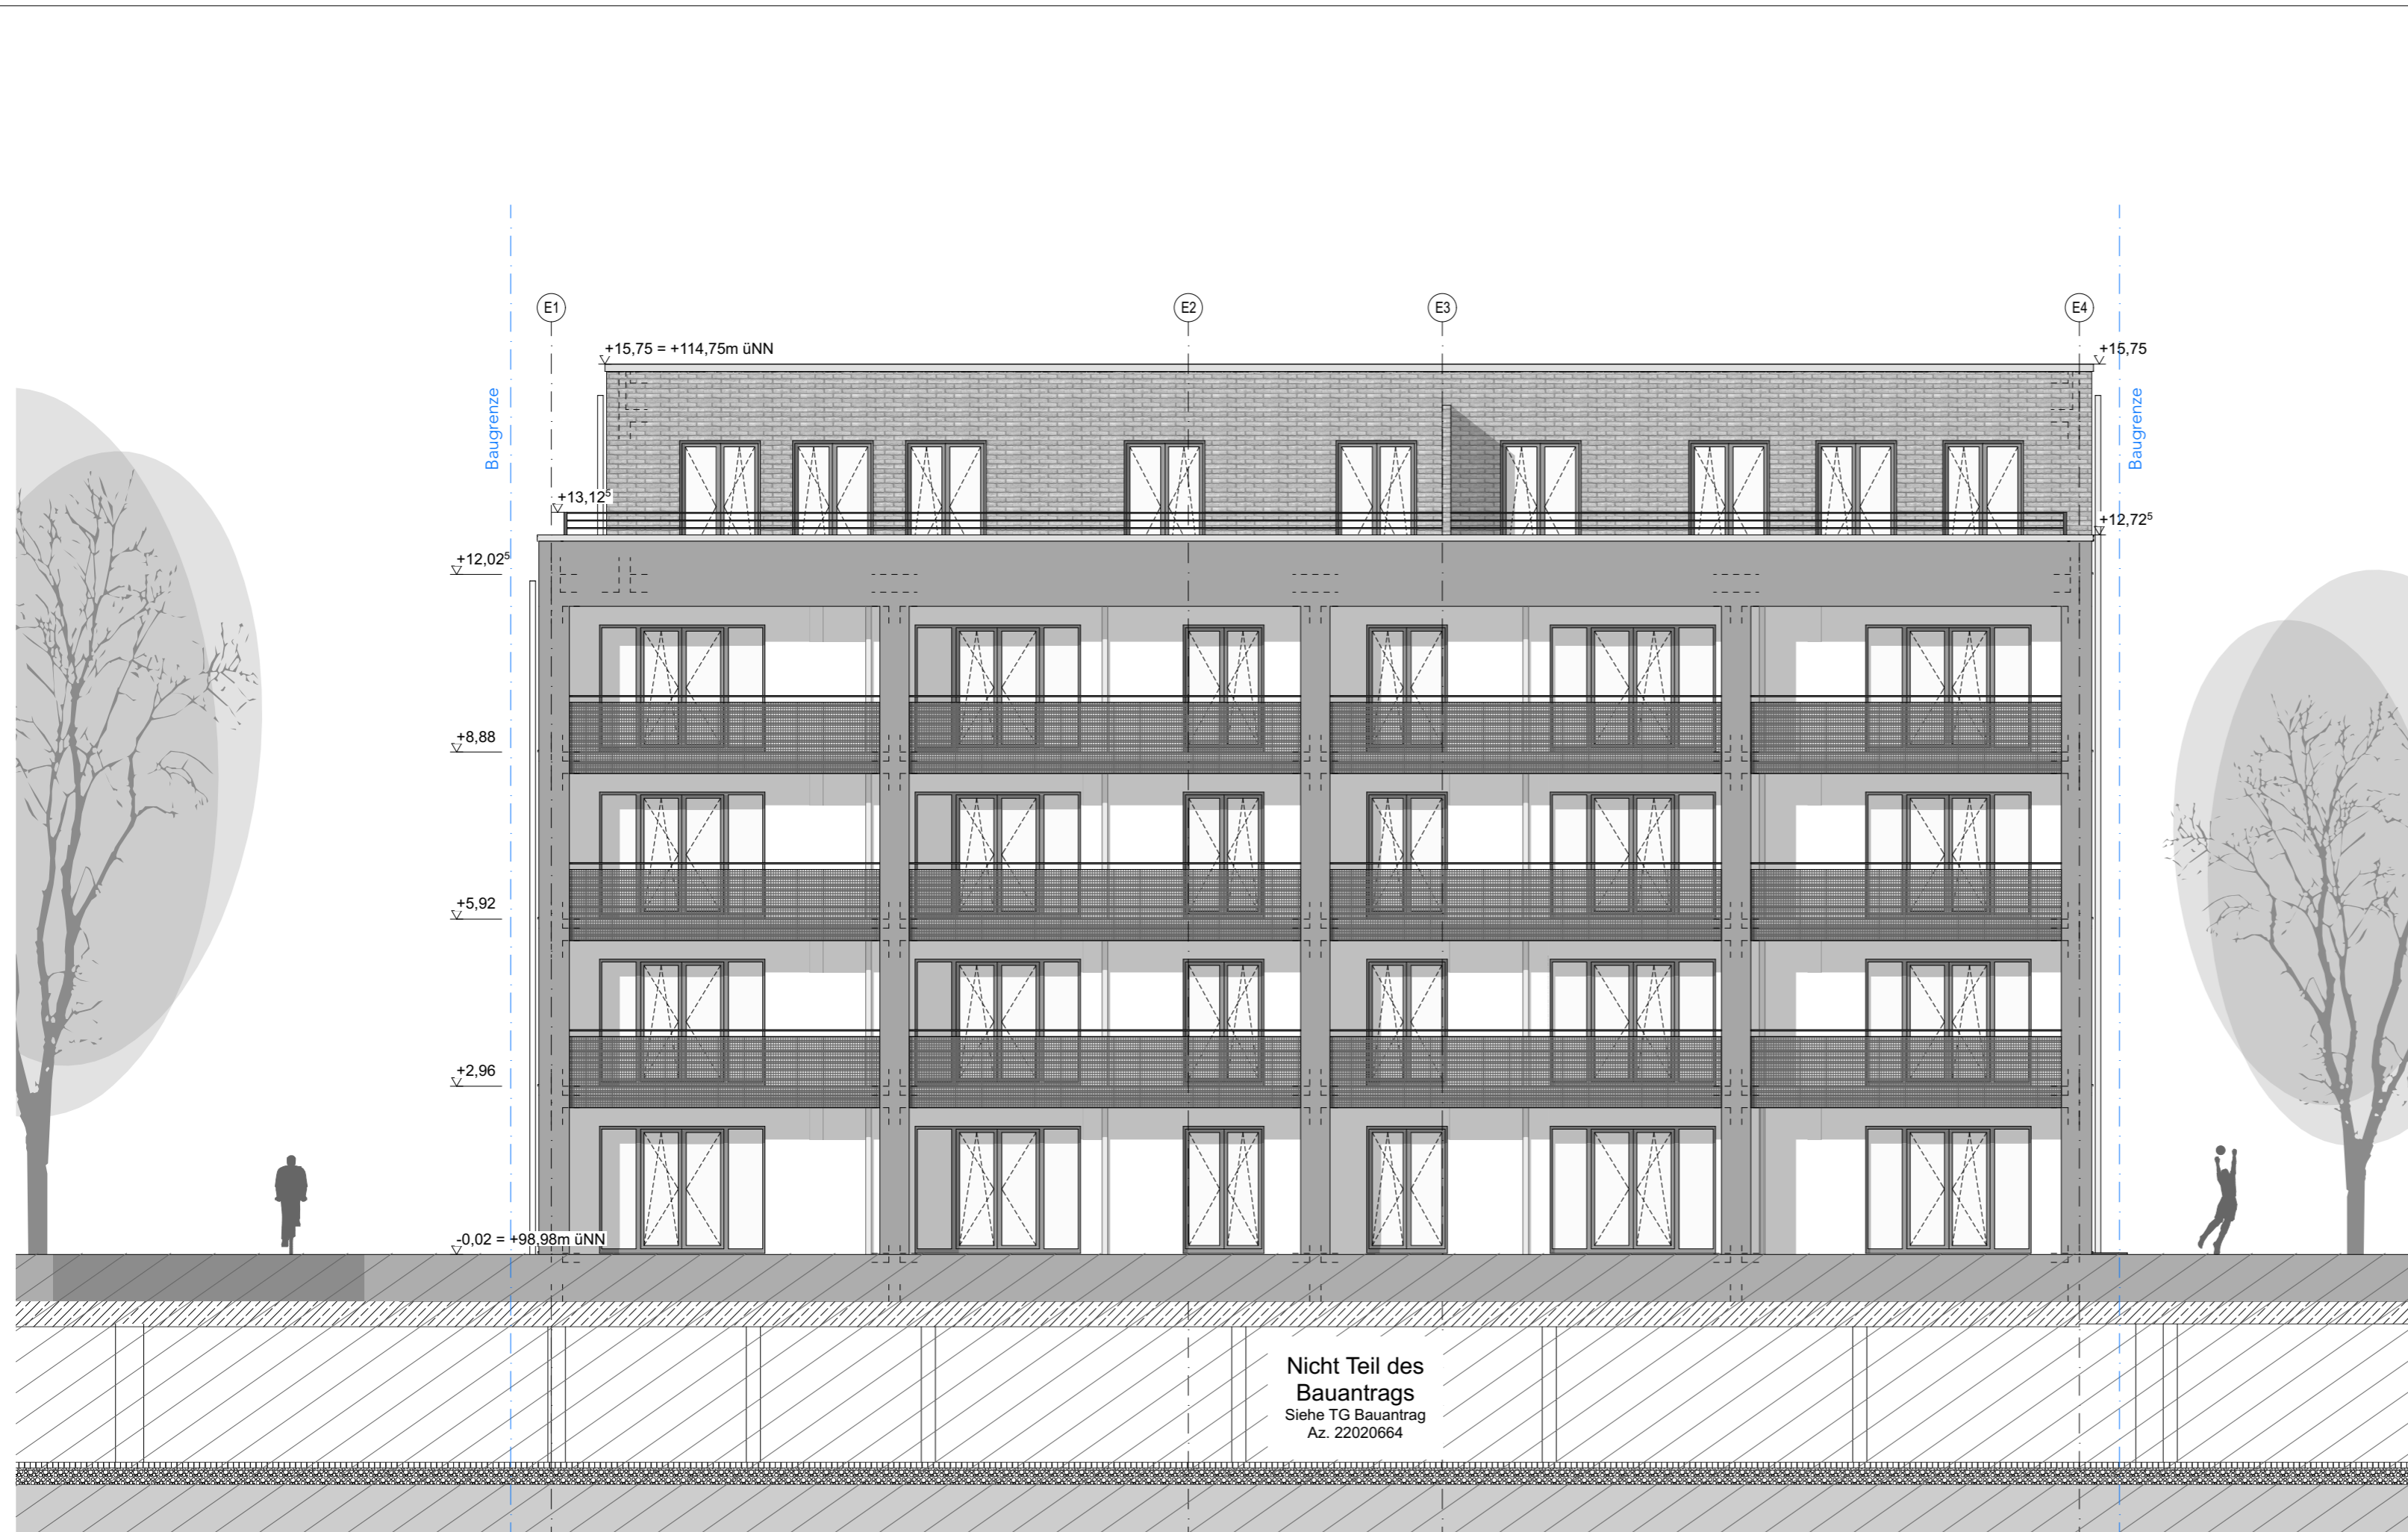 E1
E2
E3
E4
+15,75 = +114,75m üNN
+15,75
Baugrenze
Baugrenze
+13,12⁵
+12,72⁵
+12,02⁵
+8,88
+5,92
+2,96
-0,02 = +98,98m üNN
Nicht Teil des
Bauantrags
Siehe TG Bauantrag
Az. 22020664